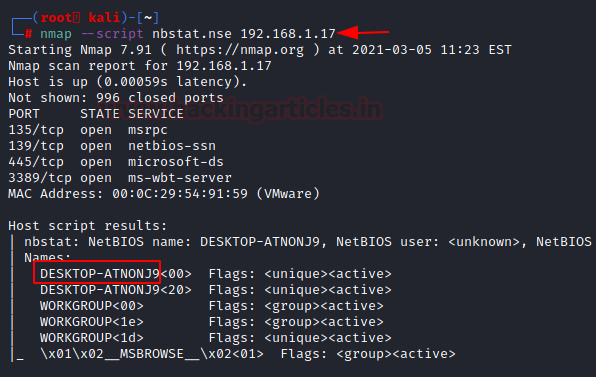 (root kali)-[~]
# nmap --script nbstat.nse 192.168.1.17
Starting Nmap 7.91 ( https://nmap.org ) at 2021-03-05 11:23 EST
Nmap scan report for 192.168.1.17
Host is up (0.00059s latency).
Not shown: 996 closed ports
PORT     STATE SERVICE
135/tcp  open  msrpc
139/tcp  open  netbios-ssn
445/tcp  open  microsoft-ds
3389/tcp open  ms-wbt-server
MAC Address: 00:0C:29:54:91:59 (VMware)
Host script results:
| nbstat: NetBIOS name: DESKTOP-ATNONJ9, NetBIOS user: <unknown>, NetBIOS
| Names:
|   DESKTOP-ATNONJ9<00>  Flags: <unique><active>
|   DESKTOP-ATNONJ9<20>  Flags: <unique><active>
|   WORKGROUP<00>        Flags: <group><active>
|   WORKGROUP<1e>        Flags: <group><active>
|   WORKGROUP<1d>        Flags: <unique><active>
|_  \x01\x02__MSBROWSE__\x02<01>  Flags: <group><active>